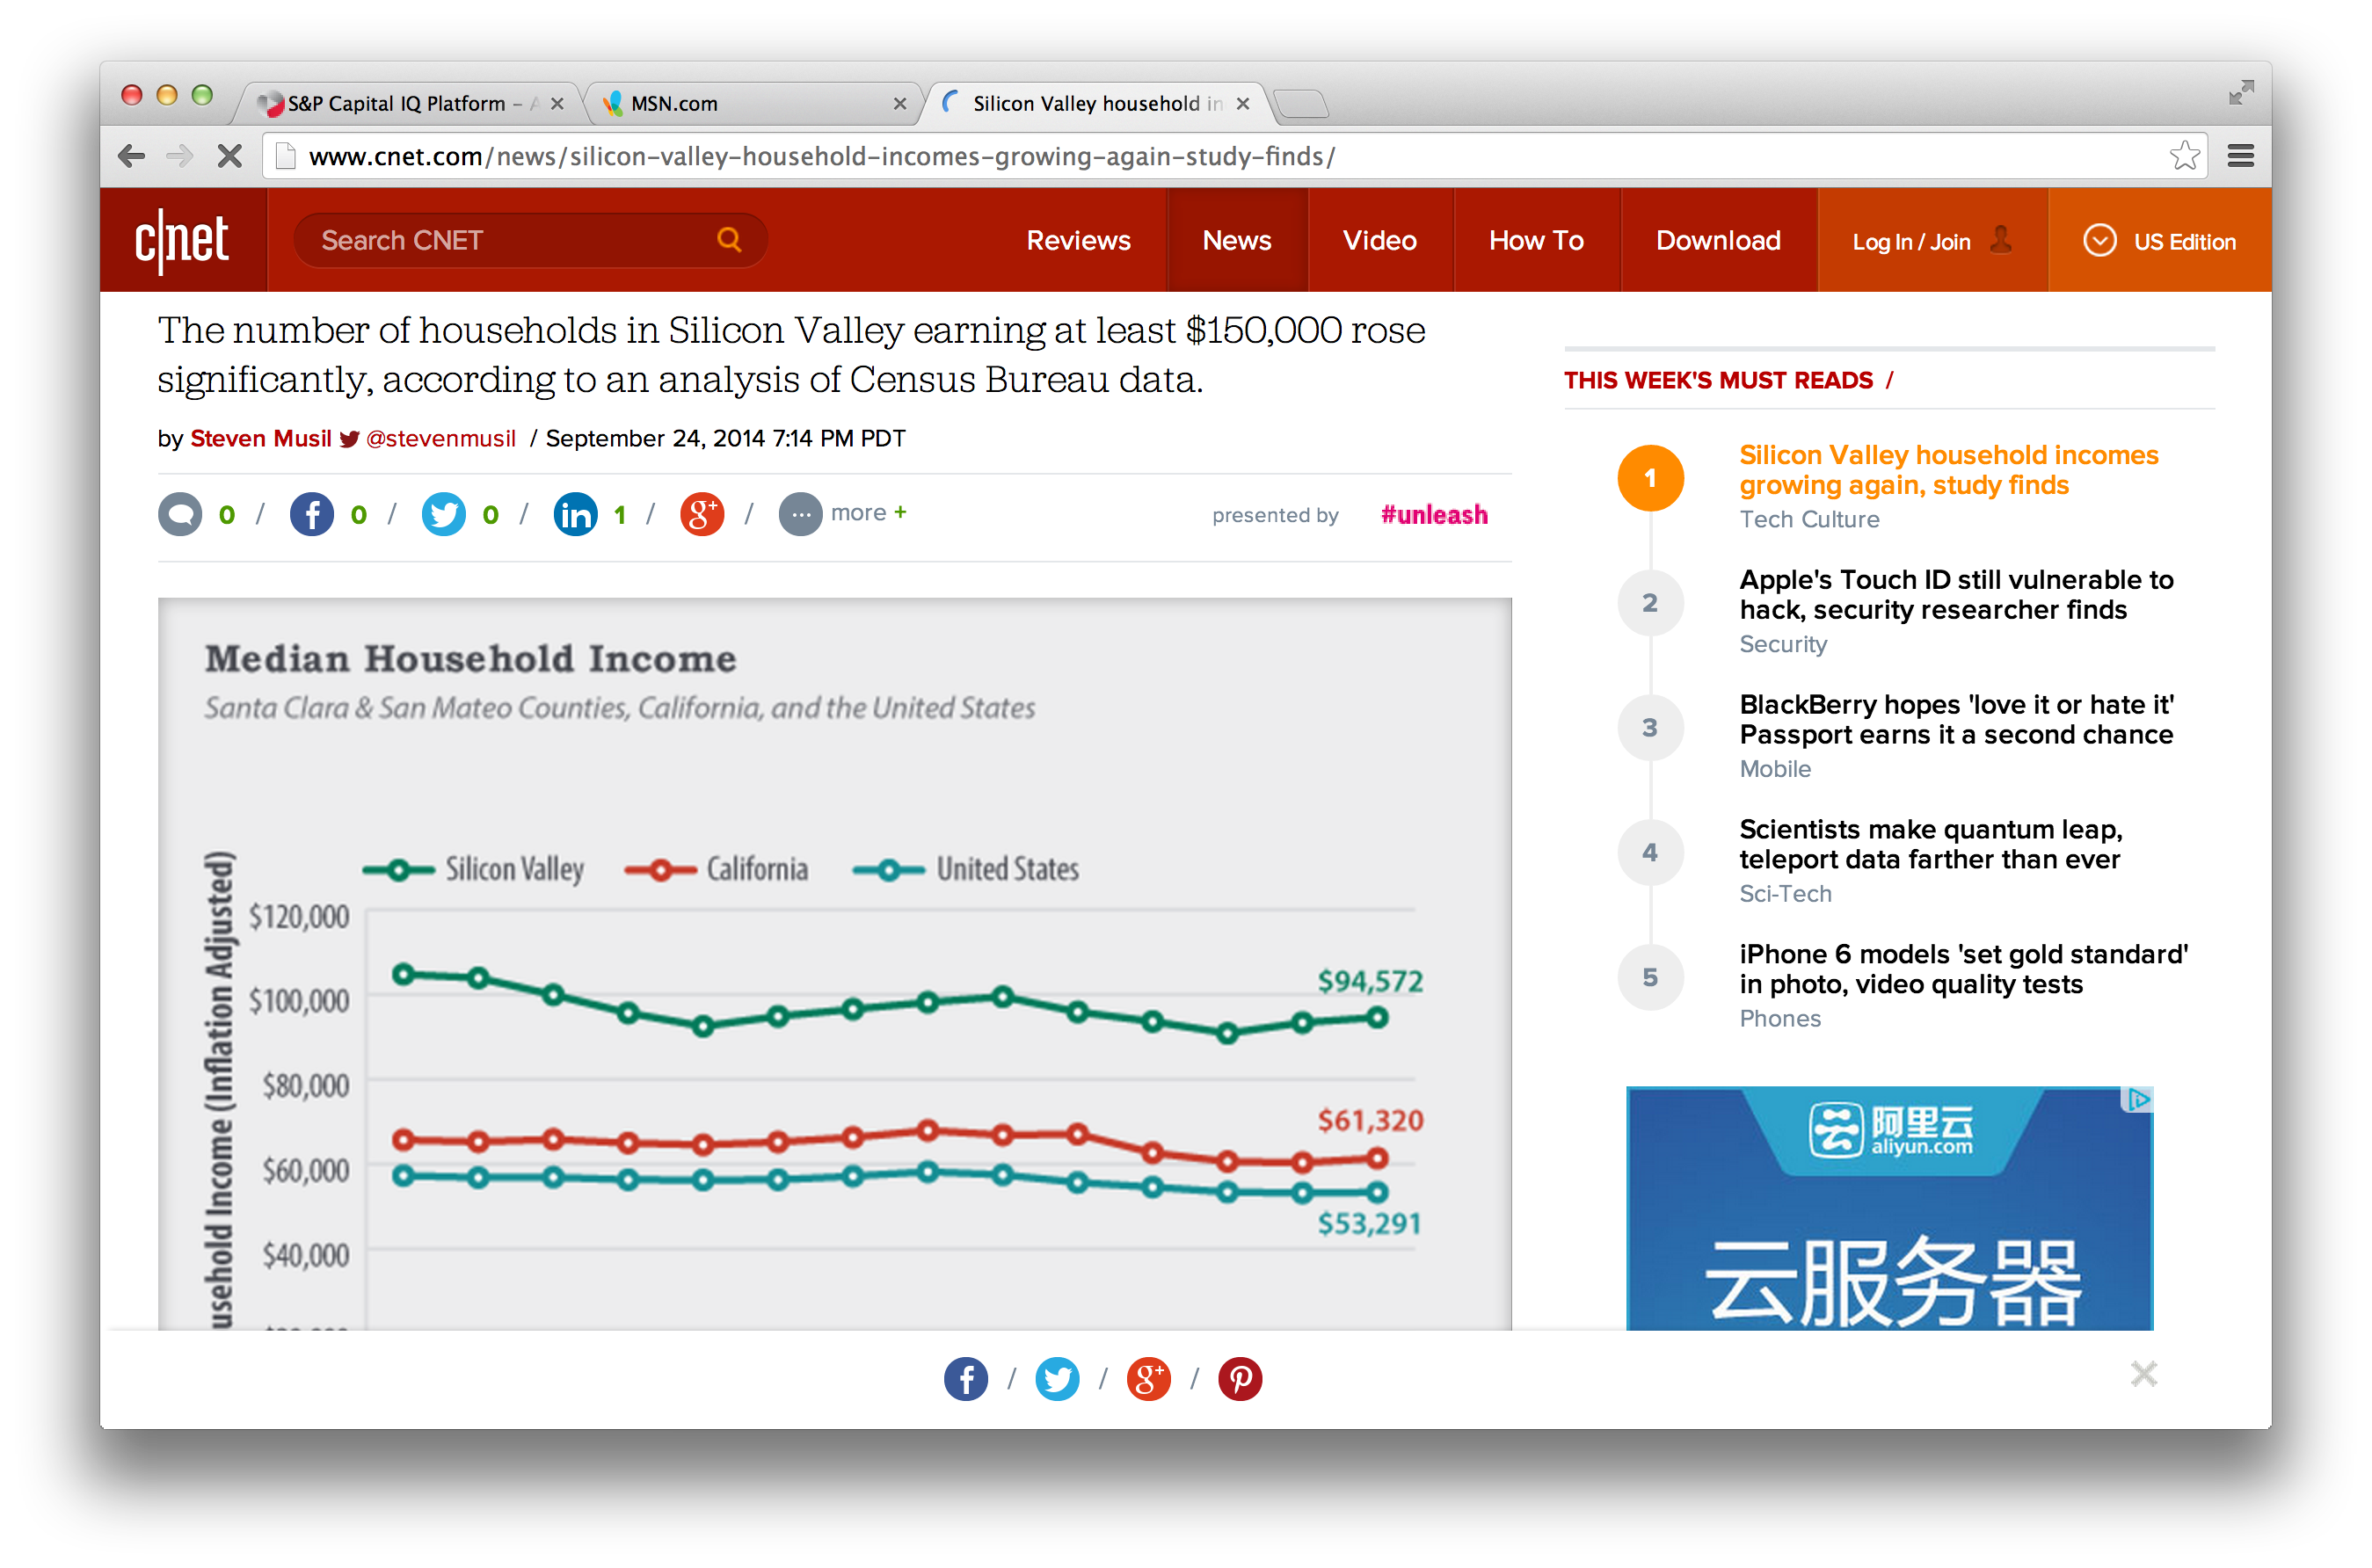 S&P Capital IQ Platform – A
MSN.com
Silicon Valley household in
www.cnet.com/news/silicon-valley-household-incomes-growing-again-study-finds/
c|net
Search CNET
Reviews
News
Video
How To
Download
Log In / Join
US Edition
The number of households in Silicon Valley earning at least $150,000 rose
significantly, according to an analysis of Census Bureau data.
by Steven Musil @stevenmusil / September 24, 2014 7:14 PM PDT
0 / 0 / 0 / 1 / / more +
presented by #unleash
Median Household Income
Santa Clara & San Mateo Counties, California, and the United States
Silicon Valley
California
United States
usehold Income (Inflation Adjusted)
$120,000
$100,000
$80,000
$60,000
$40,000
$94,572
$61,320
$53,291
THIS WEEK'S MUST READS /
1
Silicon Valley household incomes
growing again, study finds
Tech Culture
2
Apple's Touch ID still vulnerable to
hack, security researcher finds
Security
3
BlackBerry hopes 'love it or hate it'
Passport earns it a second chance
Mobile
4
Scientists make quantum leap,
teleport data farther than ever
Sci-Tech
5
iPhone 6 models 'set gold standard'
in photo, video quality tests
Phones
阿里云
aliyun.com
云服务器
/ / /